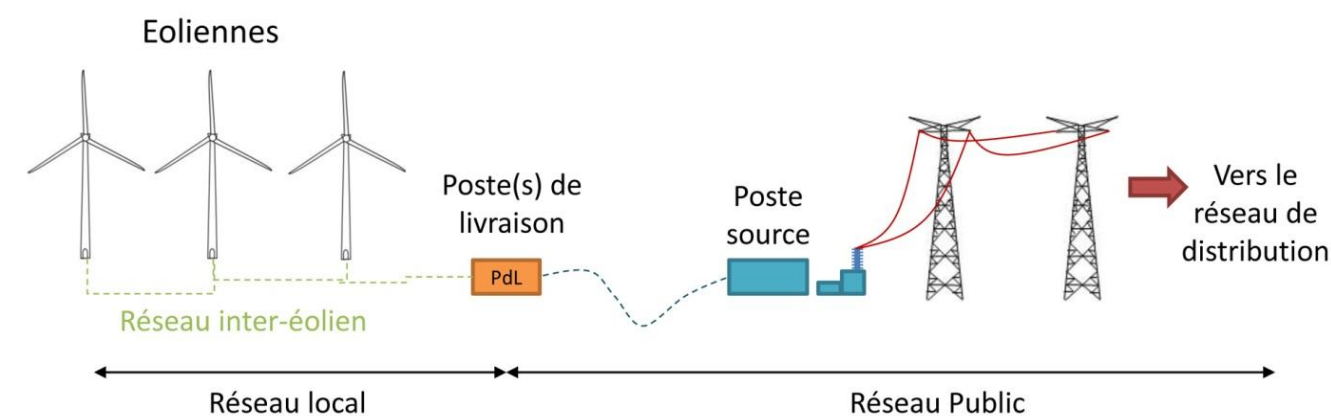 Eoliennes
Poste(s) de
livraison
PdL
Poste
source
Vers le
réseau de
distribution
Réseau inter-éolien
Réseau local
Réseau Public